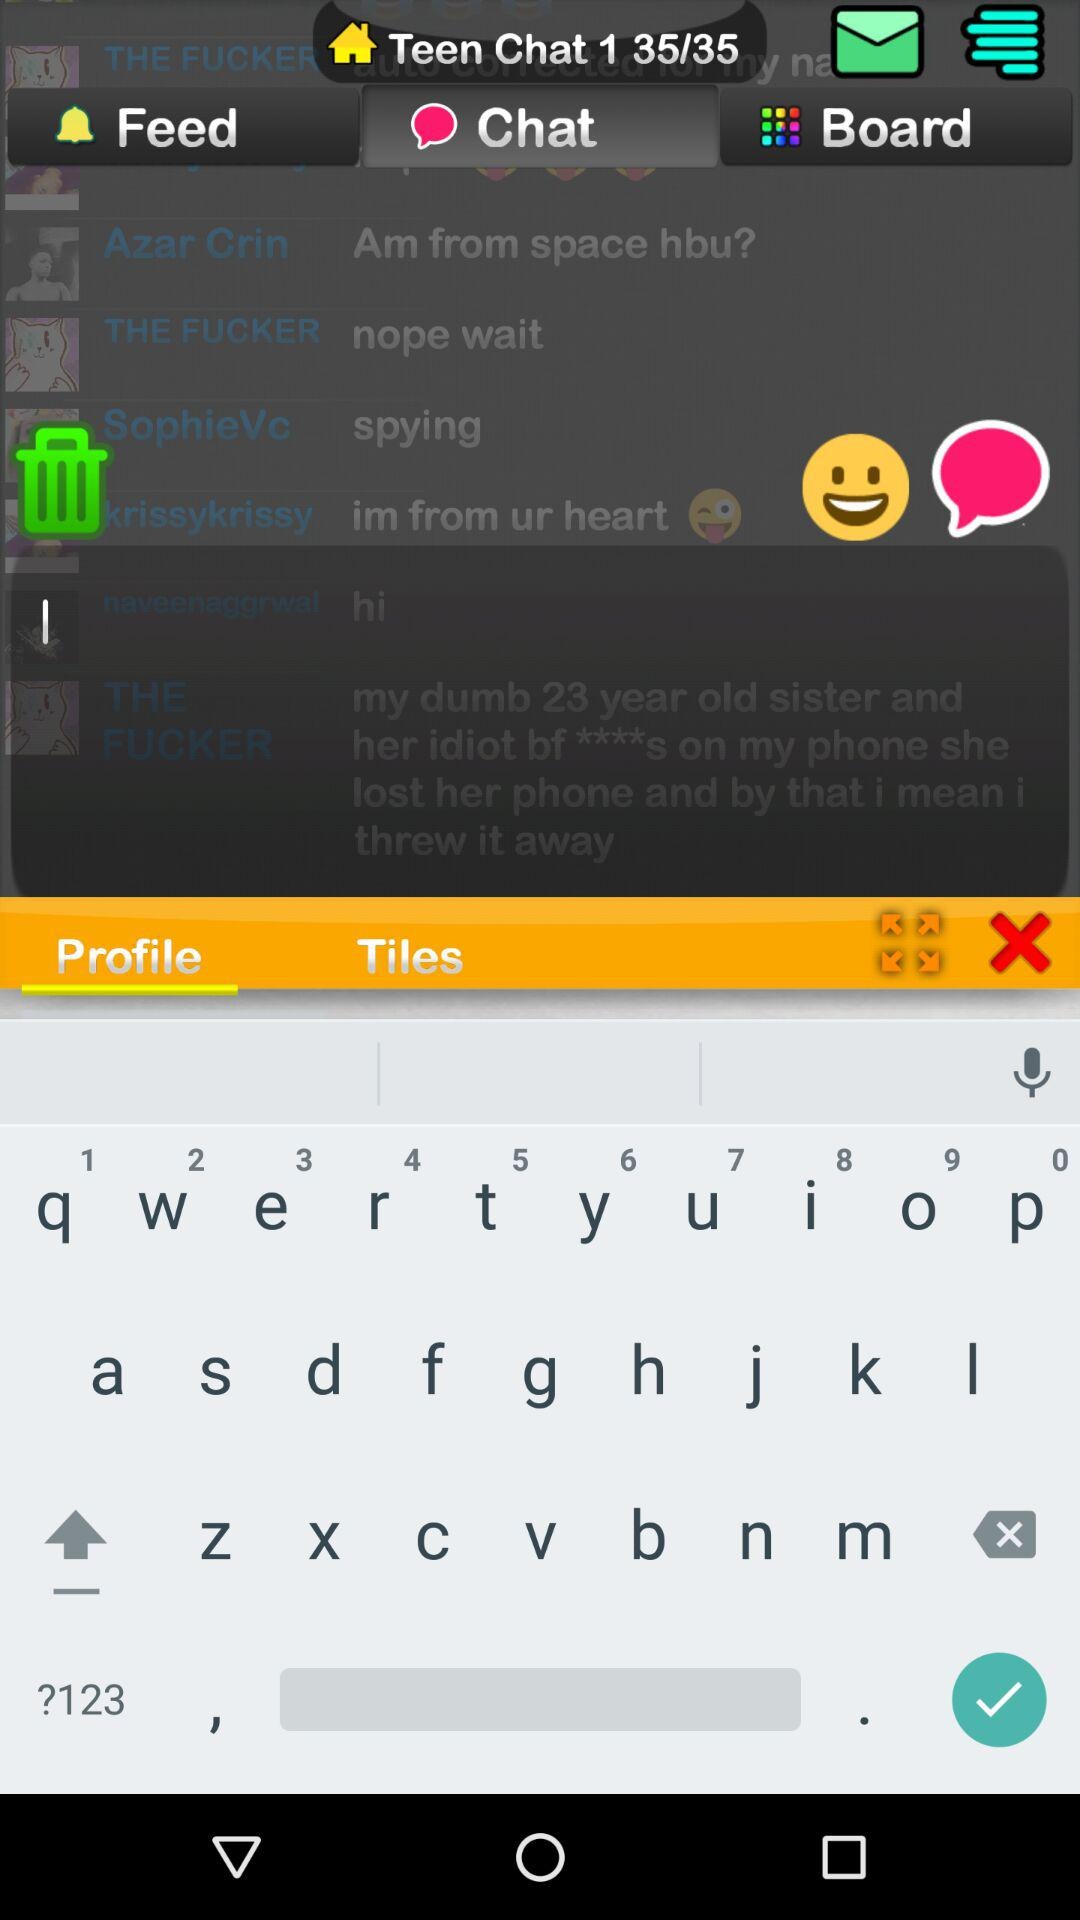 THE FUCKER
Teen Chat 1 35/35
auto corrected for my na
Feed
Chat
Board
Azar Crin Am from space hbu?
THE FUCKER nope wait
SophieVc spying
krissykrissy im from ur heart 😜
naveenaggrwal hi
THE FUCKER my dumb 23 year old sister and
her idiot bf ****s on my phone she
lost her phone and by that i mean i
threw it away
Profile Tiles
1 2 3 4 5 6 7 8 9 0
q w e r t y u i o p
a s d f g h j k l
z x c v b n m
?123 , .